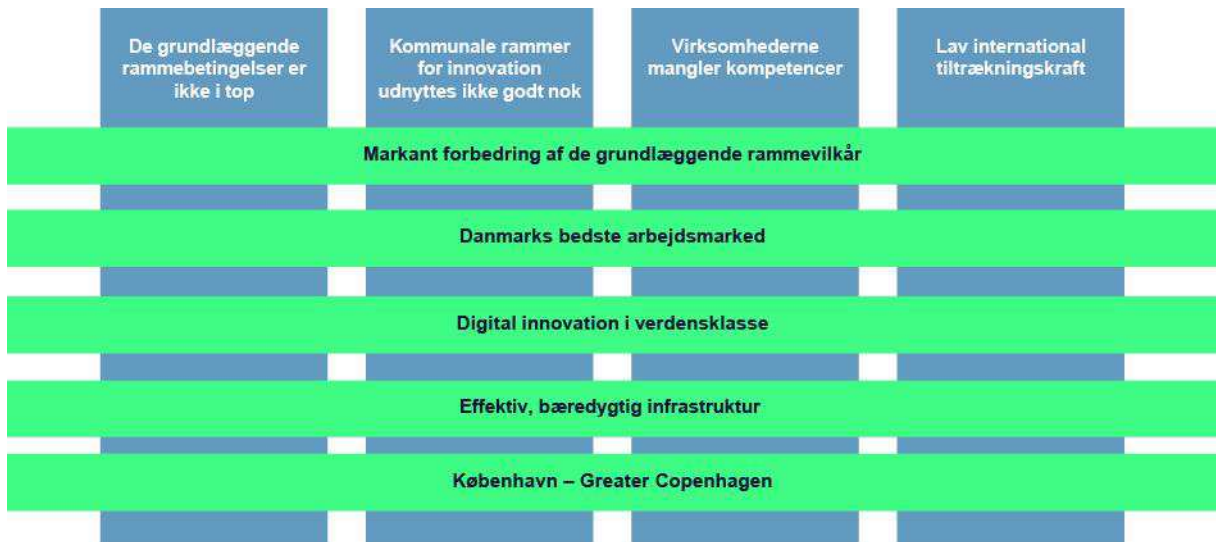 De grundlæggende
rammebetingelser er
ikke i top
Kommunale rammer
for innovation
udnyttes ikke godt nok
Virksomhederne
mangler kompetencer
Lav international
tiltrækningskraft
Markant forbedring af de grundlæggende rammevilkår
Danmarks bedste arbejdsmarked
Digital innovation i verdensklasse
Effektiv, bæredygtig infrastruktur
København – Greater Copenhagen